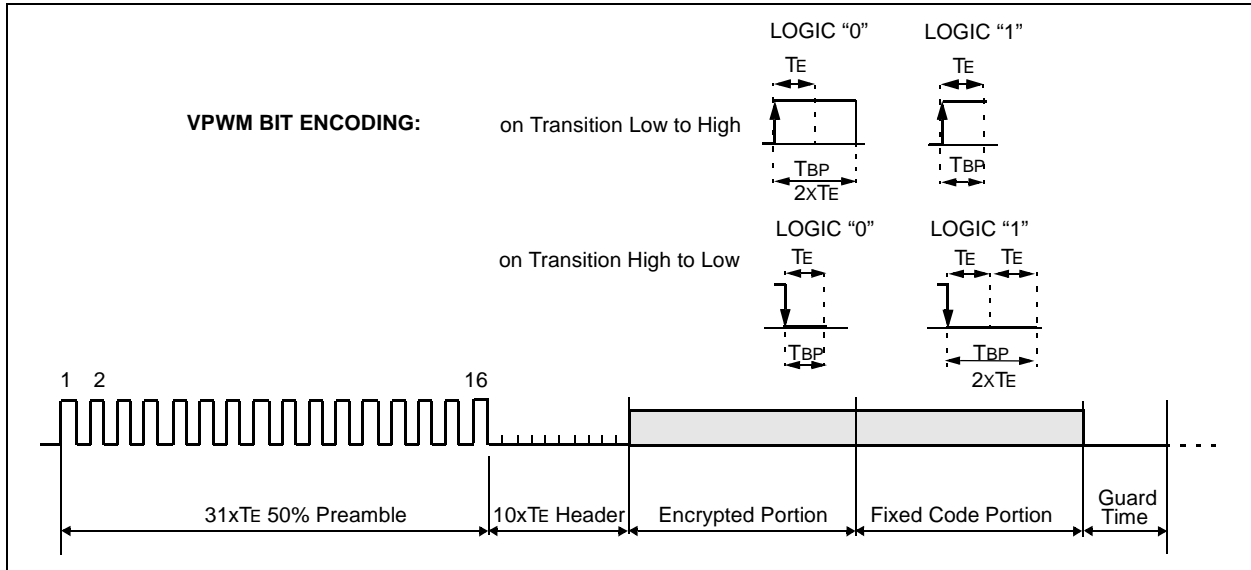 LOGIC “0” LOGIC “1”
TE TE
VPWM BIT ENCODING: on Transition Low to High
TBP TBP
2XTE
LOGIC “0” LOGIC “1”
on Transition High to Low TE TE TE
TBP TBP
2XTE
1 2 16
31xTE 50% Preamble 10xTE Header Encrypted Portion Fixed Code Portion Guard
Time